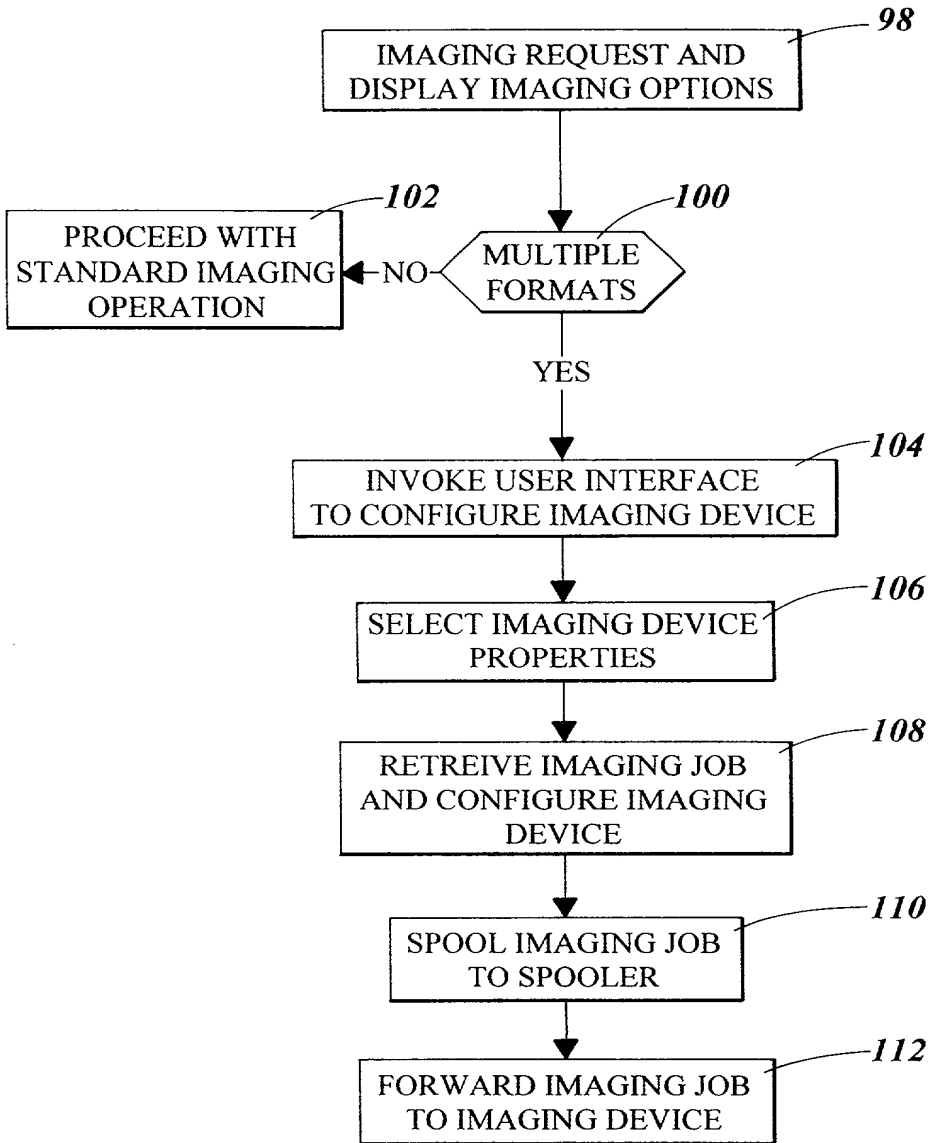 98
IMAGING REQUEST AND
DISPLAY IMAGING OPTIONS
102
100
PROCEED WITH
STANDARD IMAGING
OPERATION
NO
MULTIPLE
FORMATS
YES
104
INVOKE USER INTERFACE
TO CONFIGURE IMAGING DEVICE
106
SELECT IMAGING DEVICE
PROPERTIES
108
RETREIVE IMAGING JOB
AND CONFIGURE IMAGING
DEVICE
110
SPOOL IMAGING JOB
TO SPOOLER
112
FORWARD IMAGING JOB
TO IMAGING DEVICE